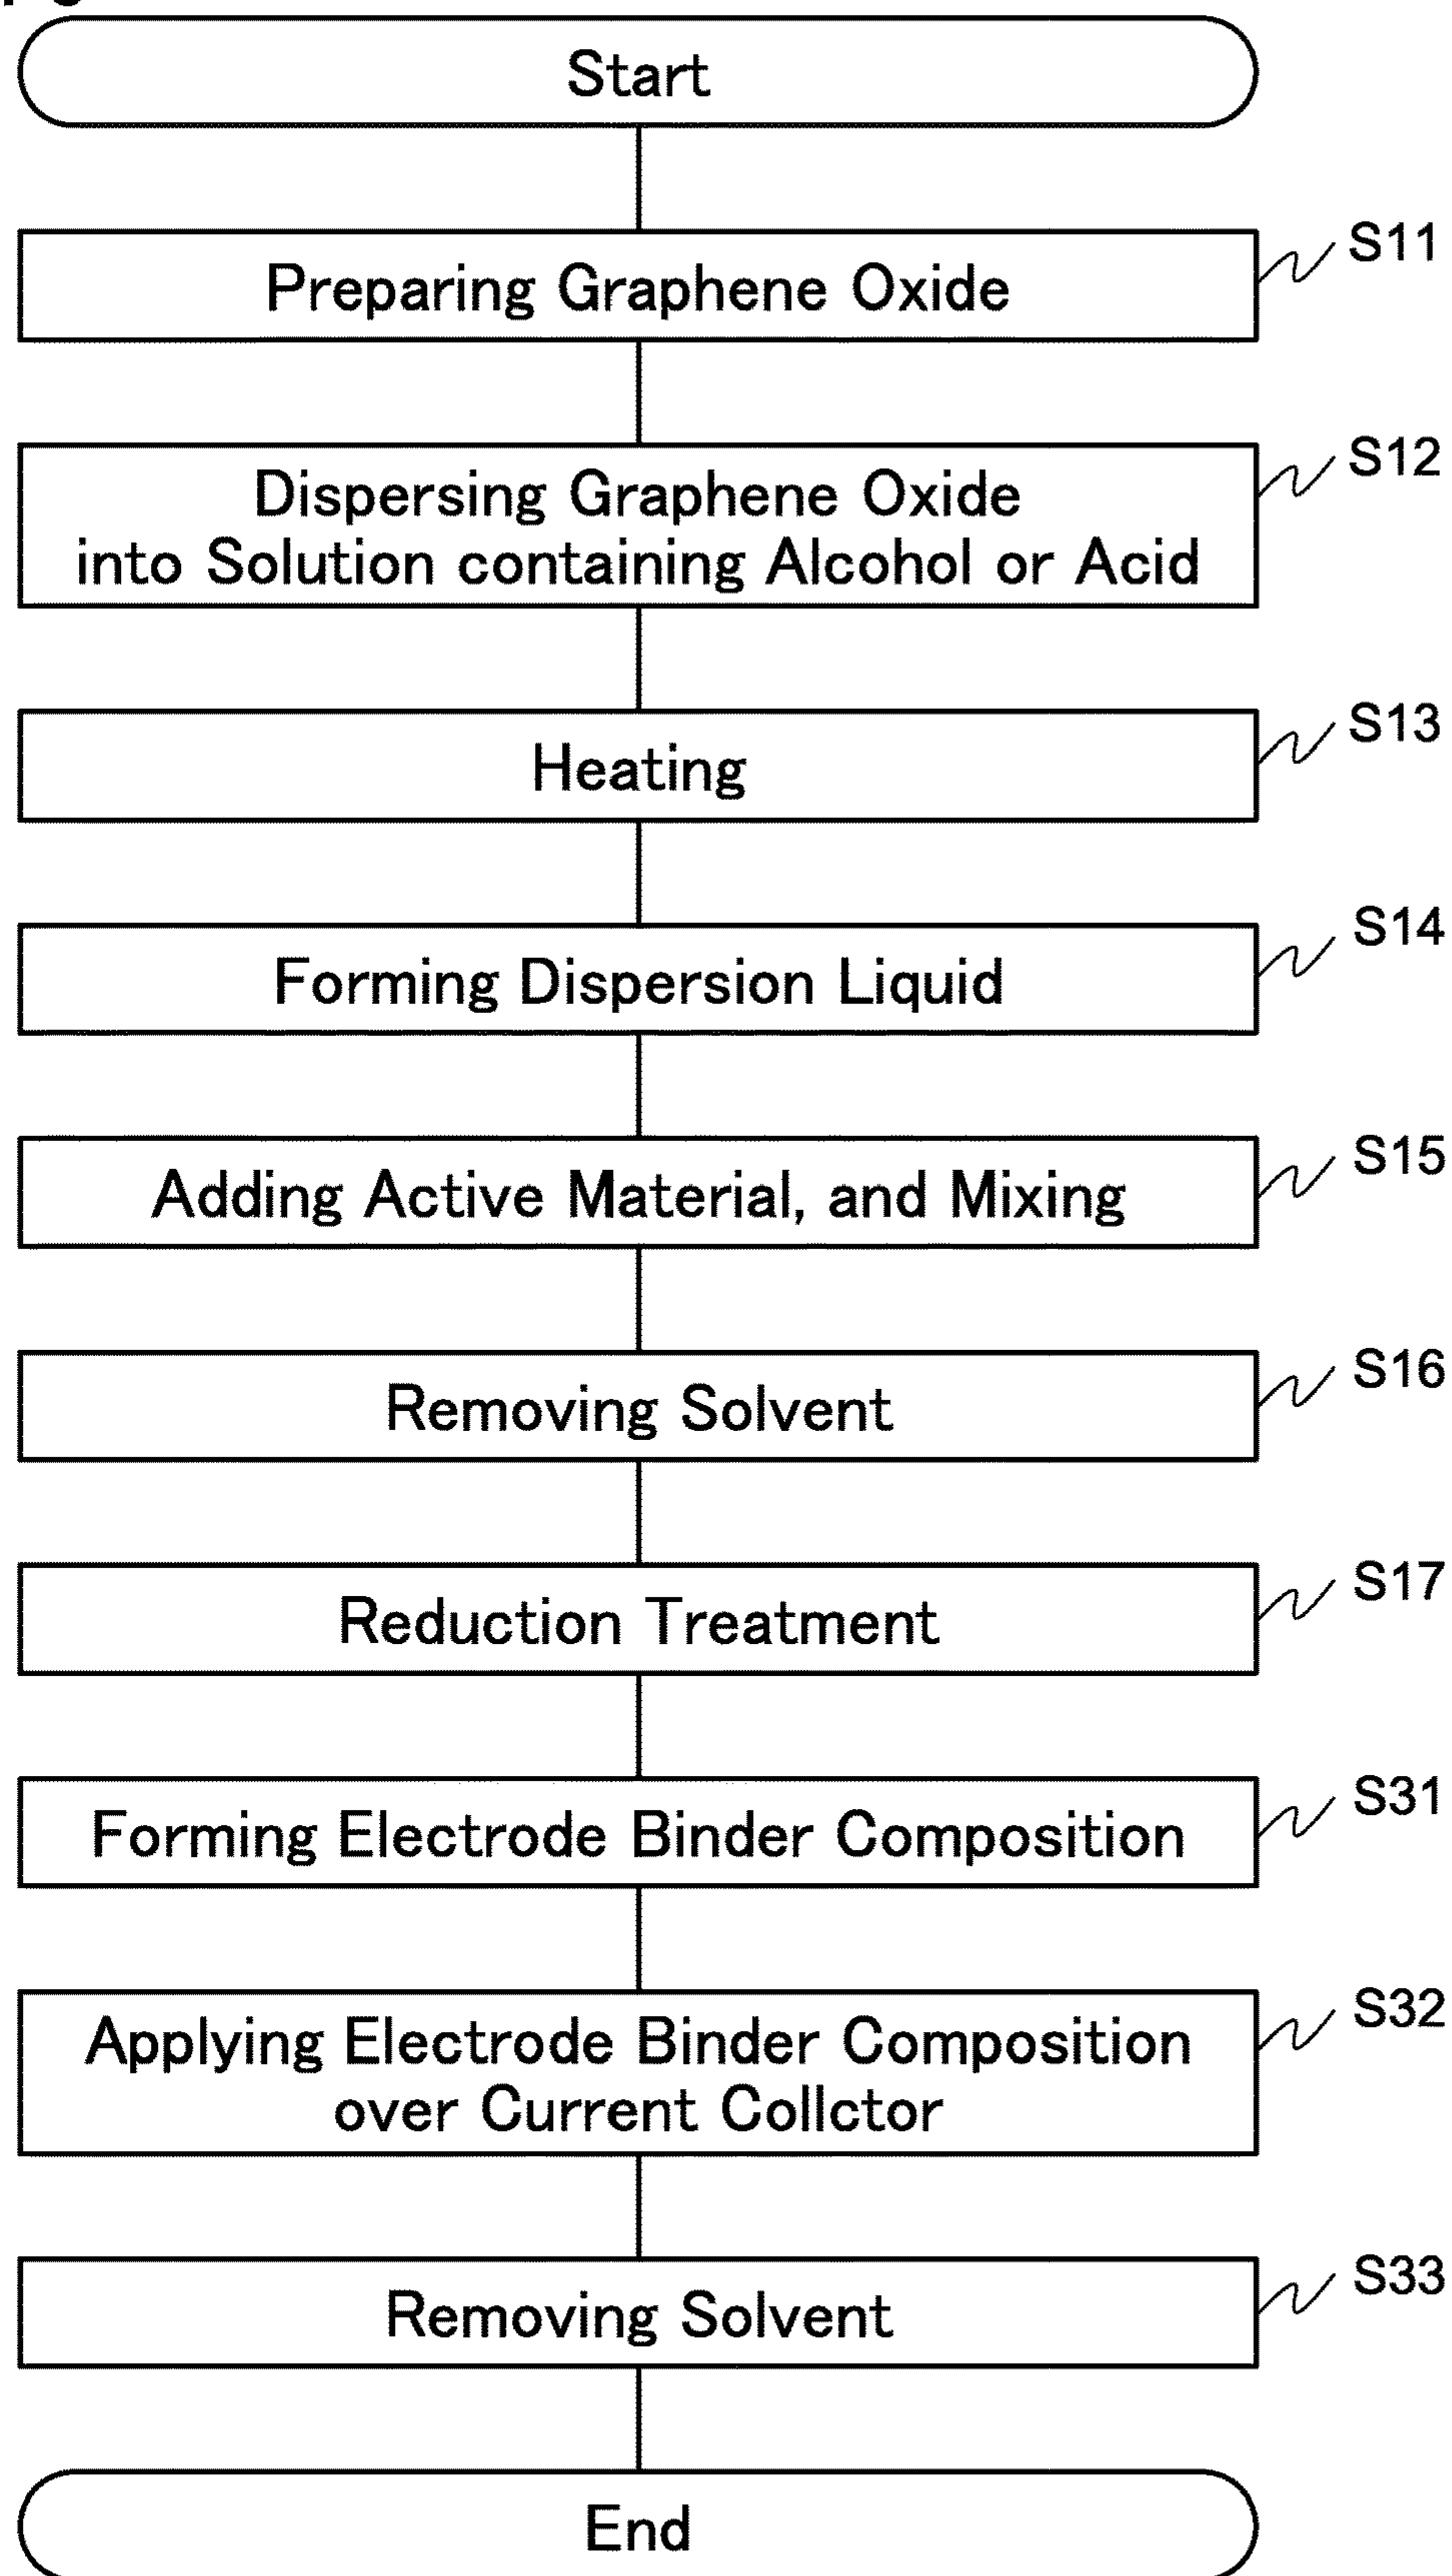 Start
Preparing Graphene Oxide
S11
Dispersing Graphene Oxide
into Solution containing Alcohol or Acid
S12
Heating
S13
Forming Dispersion Liquid
S14
Adding Active Material, and Mixing
S15
Removing Solvent
S16
Reduction Treatment
S17
Forming Electrode Binder Composition
S31
Applying Electrode Binder Composition
over Current Collctor
S32
Removing Solvent
S33
End